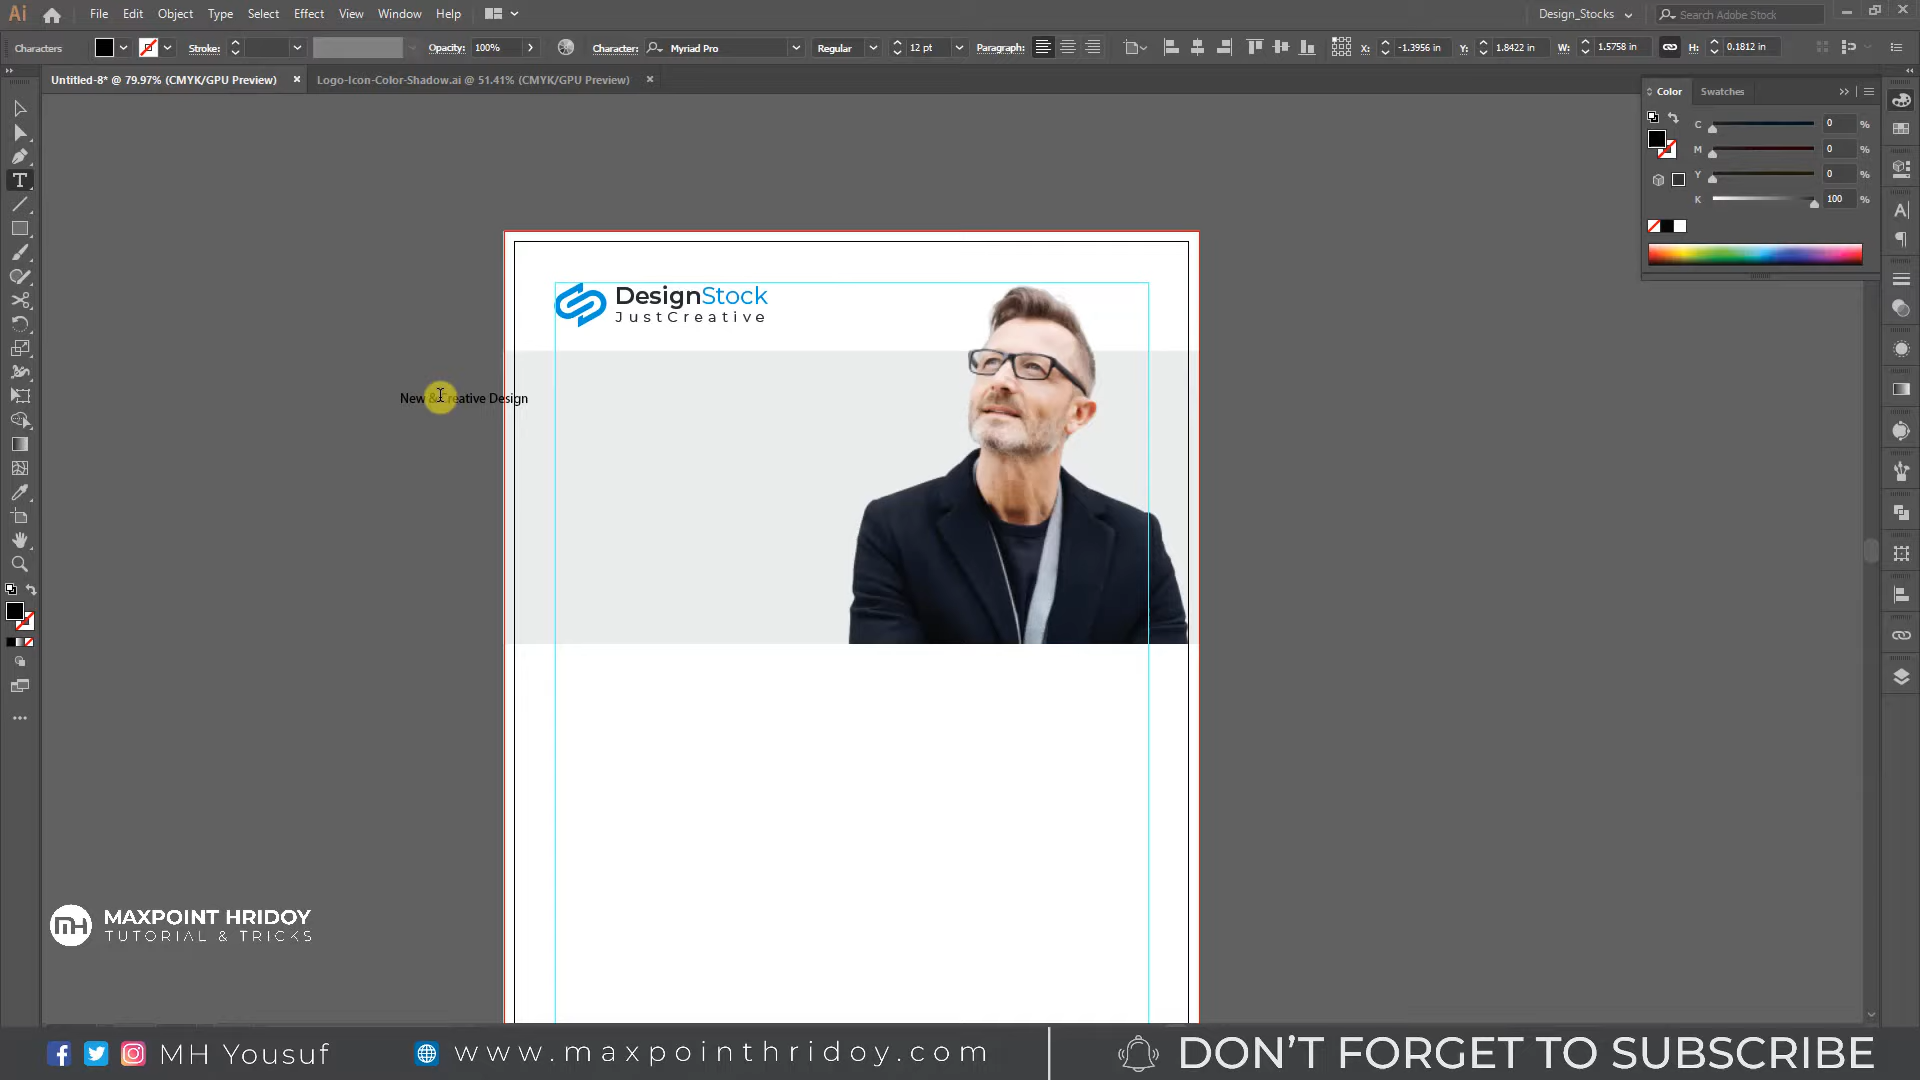 Ai File Edit Object Type Select Effect View Window Help Design_Stocks Search Adobe Stock
Characters Stroke: Opacity: 100% Character: Myriad Pro Regular 12 pt Paragraph: X: -1.3956 in Y: 1.8422 in W: 1.5758 in H: 0.1812 in
Untitled-8* @ 79.97% (CMYK/GPU Preview) × Logo-Icon-Color-Shadow.ai @ 51.41% (CMYK/GPU Preview) ×
Color Swatches
C 0 %
M 0 %
Y 0 %
K 100 %
DesignStock
JustCreative
New & Creative Design
MH MAXPOINT HRIDOY
TUTORIAL & TRICKS
MH Yousuf www.maxpointhridoy.com DON'T FORGET TO SUBSCRIBE